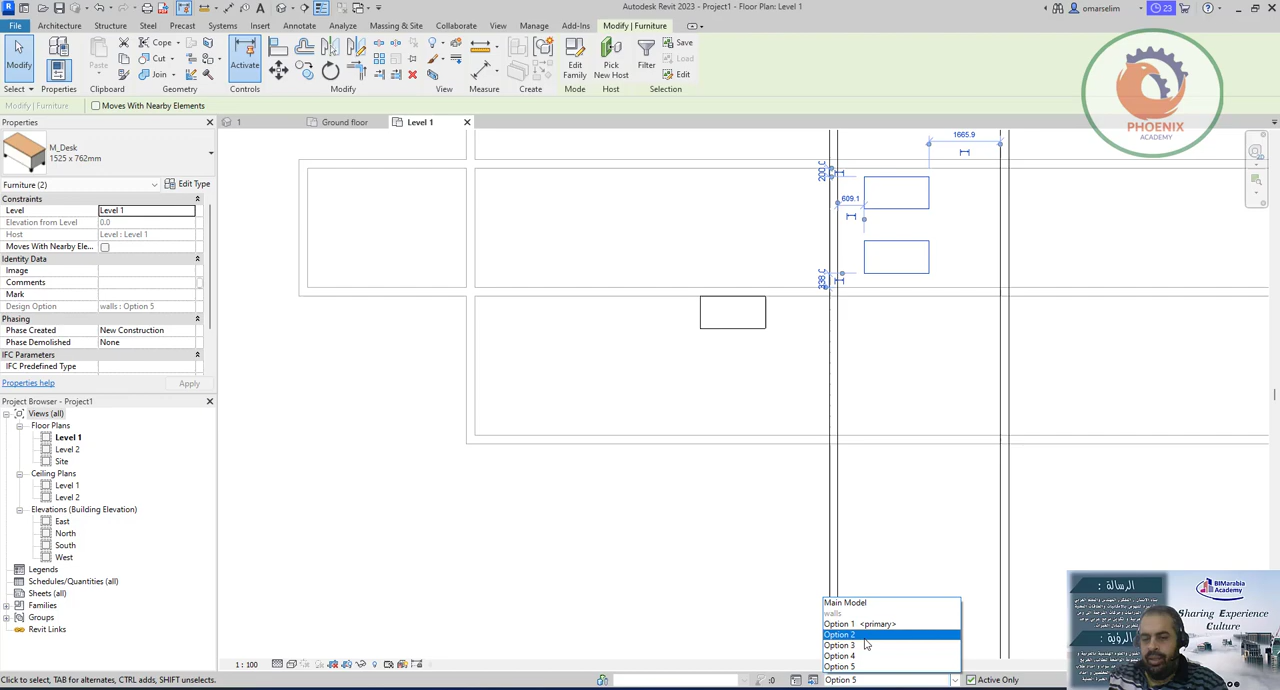 Autodesk Revit 2023 - Project1 - Floor Plan: Level 1
omarselim
23
File
Architecture
Structure
Steel
Precast
Systems
Insert
Annotate
Analyze
Massing & Site
Collaborate
View
Manage
Add-Ins
Modify | Furniture
Modify
Paste
Cope
Cut
Join
Activate
Edit Family
Pick New Host
Filter
Save
Load
Edit
Select
Properties
Clipboard
Geometry
Controls
Modify
View
Measure
Create
Mode
Host
Selection
Modify | Furniture
Moves With Nearby Elements
PHOENIX
ACADEMY
Properties
1
Ground floor
Level 1
M_Desk
1525 x 762mm
Furniture (2)
Edit Type
Constraints
Level
Level 1
Elevation from Level
0.0
Host
Level : Level 1
Moves With Nearby Ele...
Identity Data
Image
Comments
Mark
Design Option
walls : Option 5
Phasing
Phase Created
New Construction
Phase Demolished
None
IFC Parameters
IFC Predefined Type
Properties help
Apply
1665.9
609.1
338.0
Project Browser - Project1
Views (all)
Floor Plans
Level 1
Level 2
Site
Ceiling Plans
Level 1
Level 2
Elevations (Building Elevation)
East
North
South
West
Legends
Schedules/Quantities (all)
Sheets (all)
Families
Groups
Revit Links
Main Model
walls
Option 1 <primary>
Option 2
Option 3
Option 4
Option 5
1 : 100
Click to select, TAB for alternates, CTRL adds, SHIFT unselects.
:0
Option 5
Active Only
الرسالة :
BIMarabia
Academy
Sharing Experience
Culture
الرؤية :